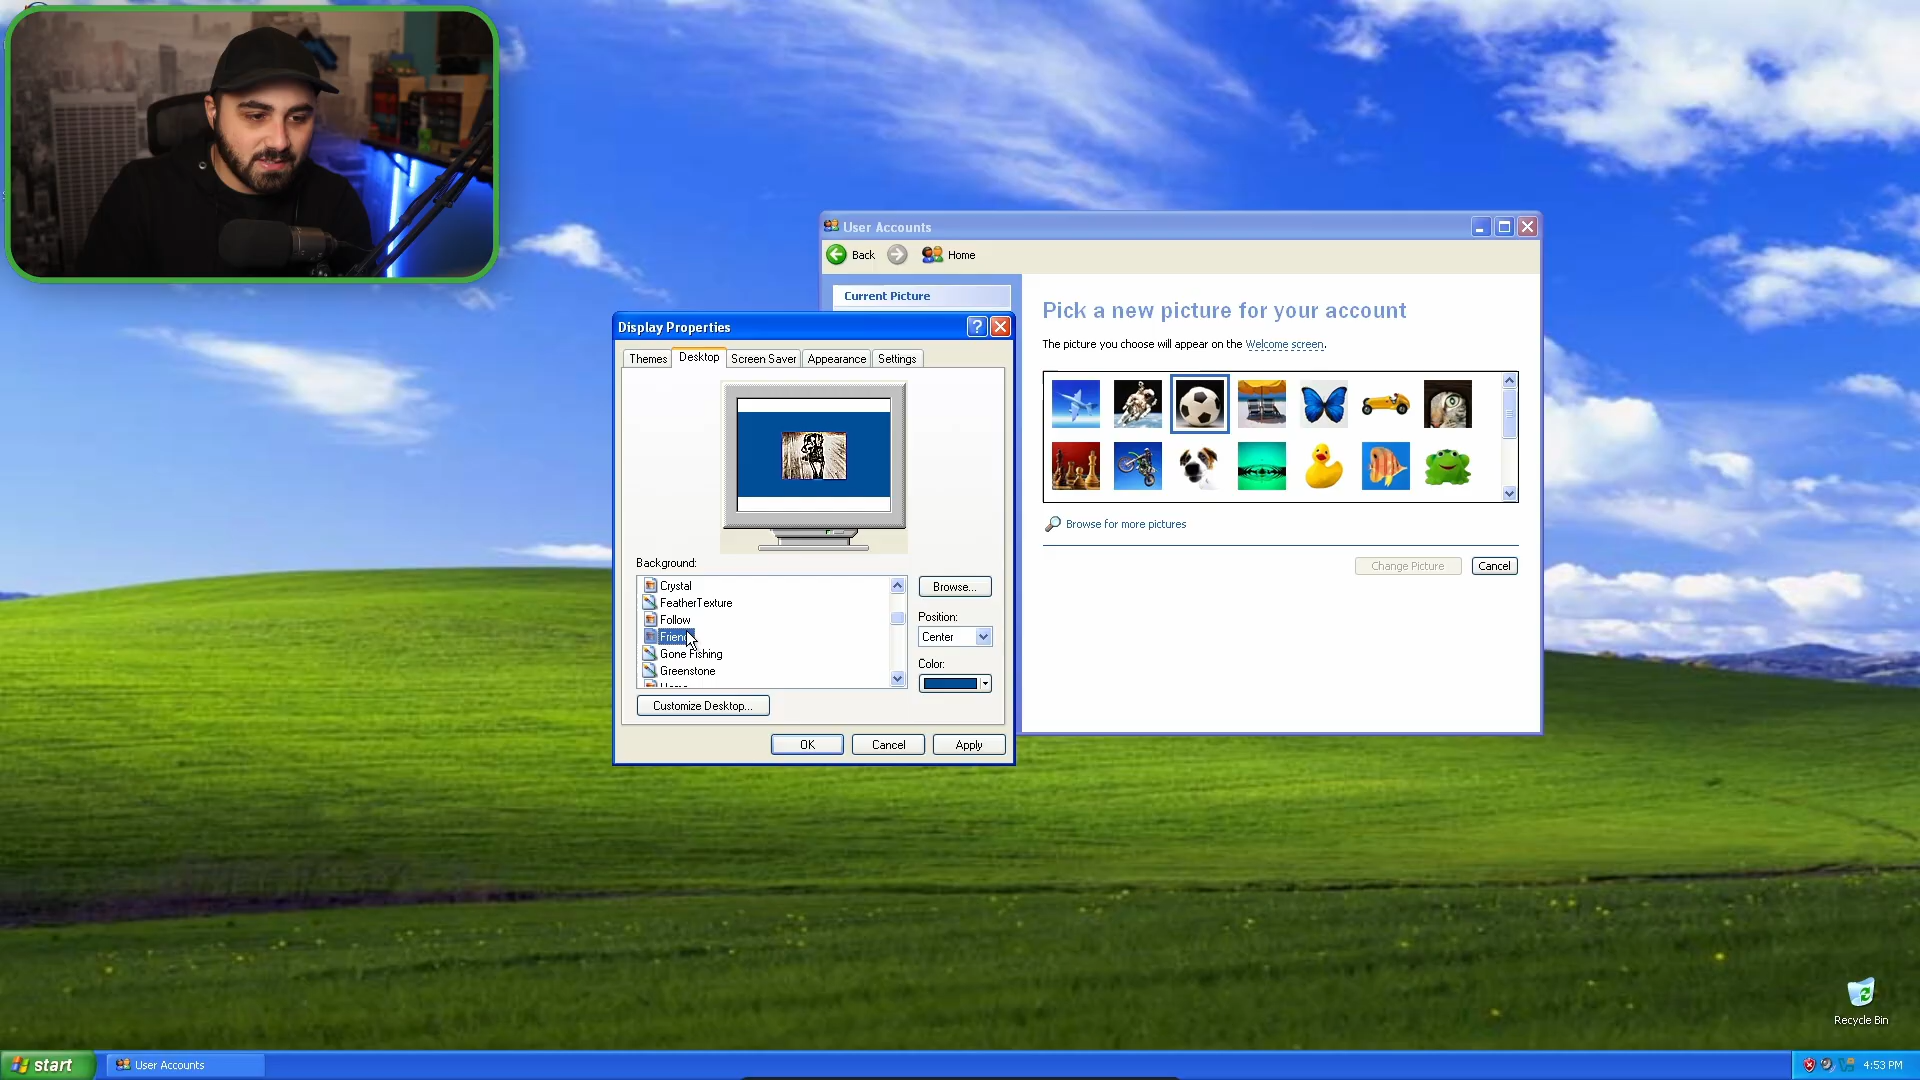 User Accounts
Back
Home
Current Picture
Pick a new picture for your account
The picture you choose will appear on the Welcome screen.
Browse for more pictures
Change Picture
Cancel
Display Properties
Themes
Desktop
Screen Saver
Appearance
Settings
Background:
Crystal
FeatherTexture
Follow
Friend
Gone Fishing
Greenstone
Browse...
Position:
Center
Color:
Customize Desktop...
OK
Cancel
Apply
Recycle Bin
start
User Accounts
4:53 PM